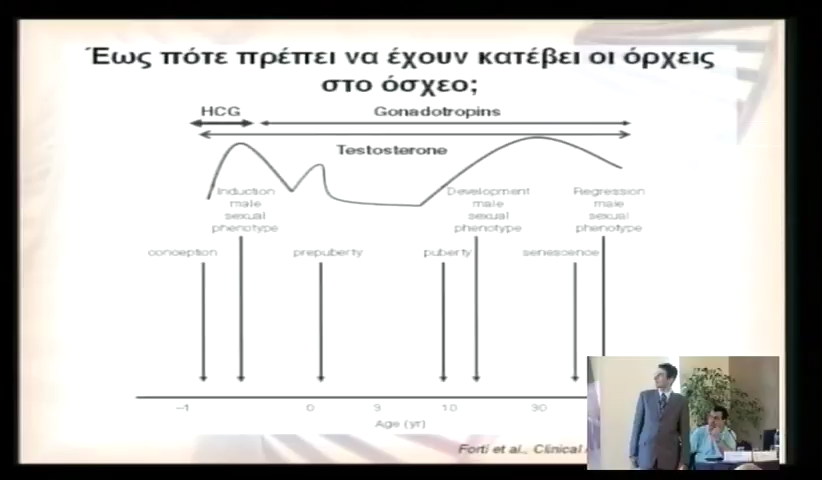 Έως πότε πρέπει να έχουν κατέβει οι όρχεις
στο όσχεο;
HCG
Gonadotropins
Testosterone
Induction
male
sexual
phenotype
Development
male
sexual
phenotype
Regression
male
sexual
phenotype
conception
prepuberty
puberty
senescence
-1 0 9 10 30
Age (yr)
Forti et al., Clinical